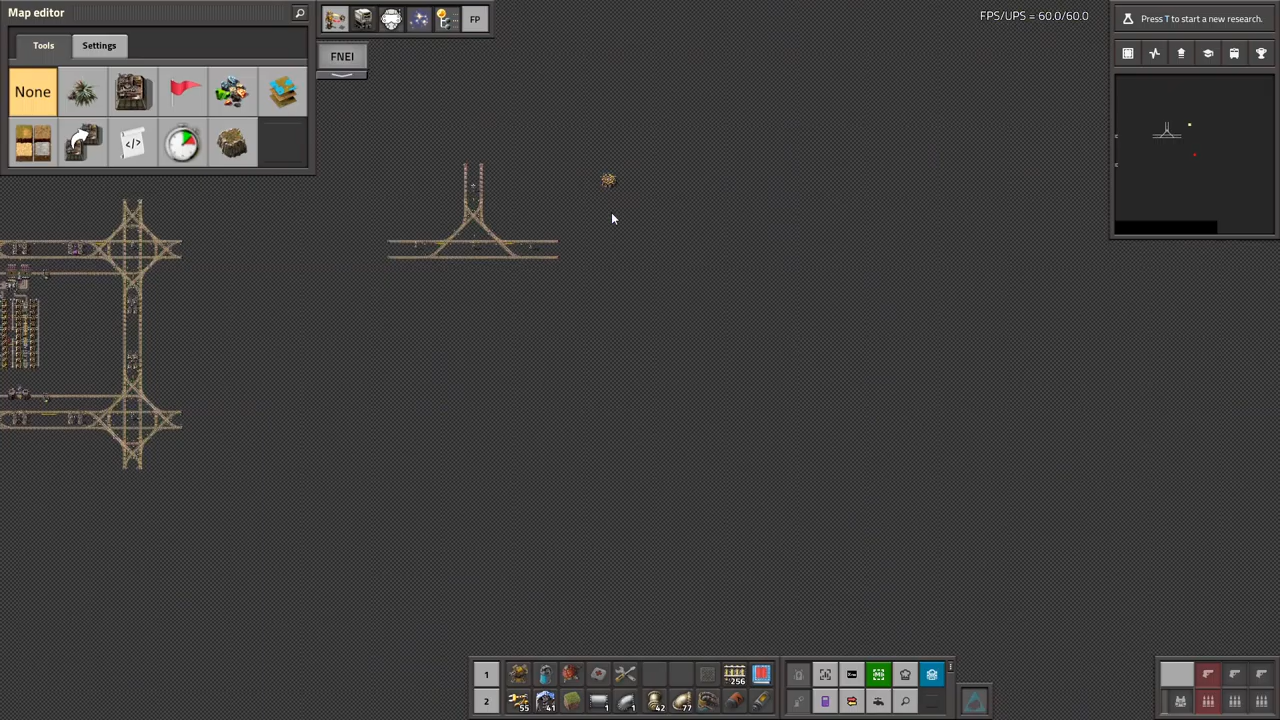 Map editor
FP
FPS/UPS = 60.0/60.0
Press T to start a new research.
Tools
Settings
FNEI
None
</>
1
256
2
55
41
1
1
42
77